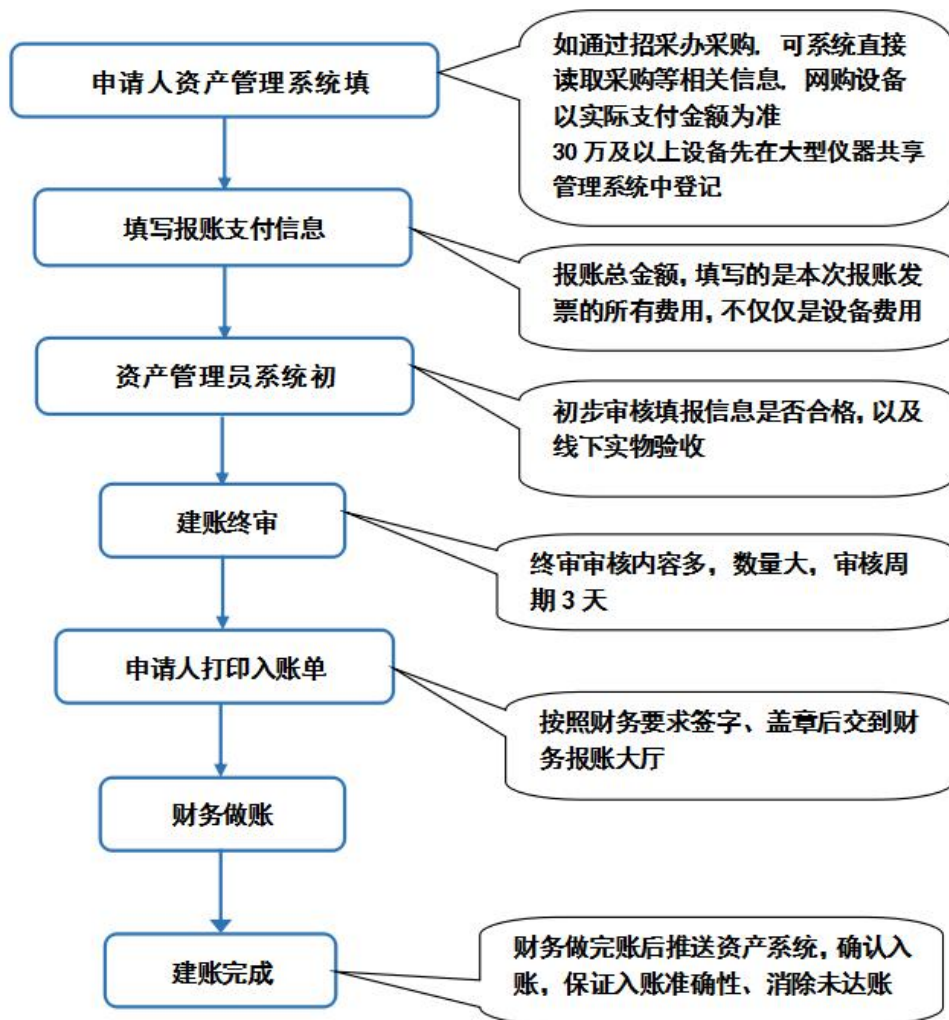 申请人资产管理系统填
如通过招采办采购，可系统直接
读取采购等相关信息，网购设备
以实际支付金额为准
30 万及以上设备先在大型仪器共享
管理系统中登记
填写报账支付信息
报账总金额，填写的是本次报账发
票的所有费用，不仅仅是设备费用
资产管理员系统初
初步审核填报信息是否合格，以及
线下实物验收
建账终审
终审审核内容多，数量大，审核周
期 3 天
申请人打印入账单
按照财务要求签字、盖章后交到财
务报账大厅
财务做账
建账完成
财务做完账后推送资产系统，确认入
账，保证入账准确性、消除未达账